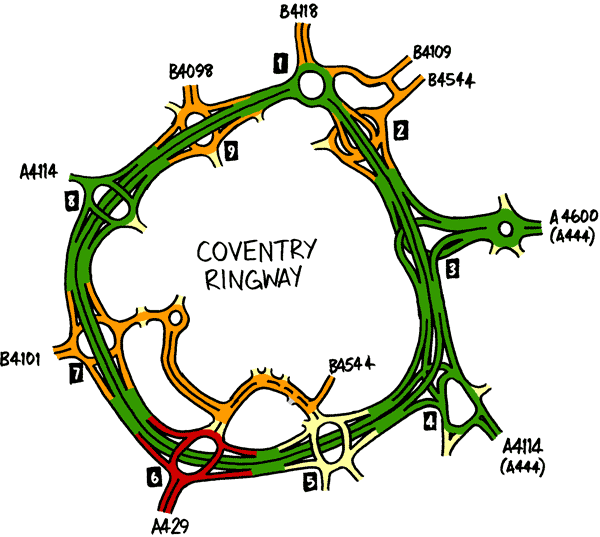 B4118
1
B4109
B4098
B4544
2
9
A4114
8
A4600
(A444)
COVENTRY
RINGWAY
3
B4101
7
B4544
4
A4114
(A444)
6
5
A429